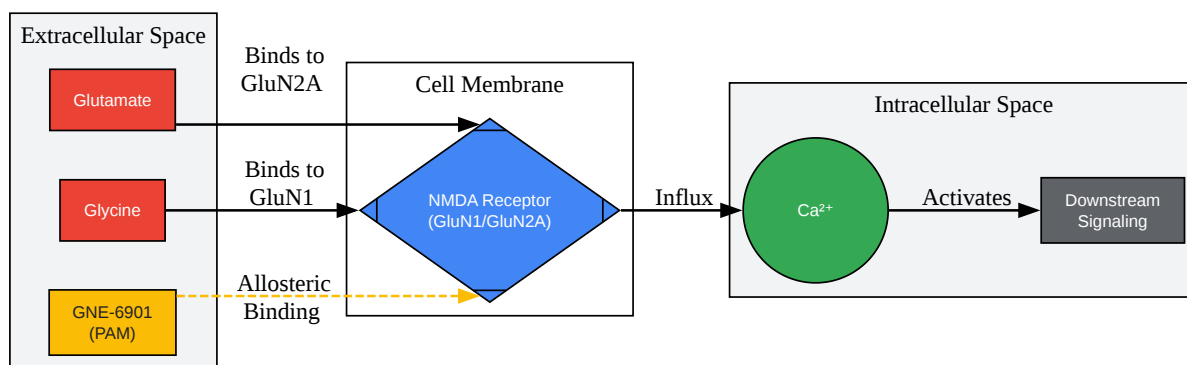 Extracellular Space
Glutamate
Glycine
GNE-6901
(PAM)
Binds to
GluN2A
Binds to
GluN1
Allosteric
Binding
Cell Membrane
NMDA Receptor
(GluN1/GluN2A)
Influx
Intracellular Space
Ca²⁺
Activates
Downstream
Signaling